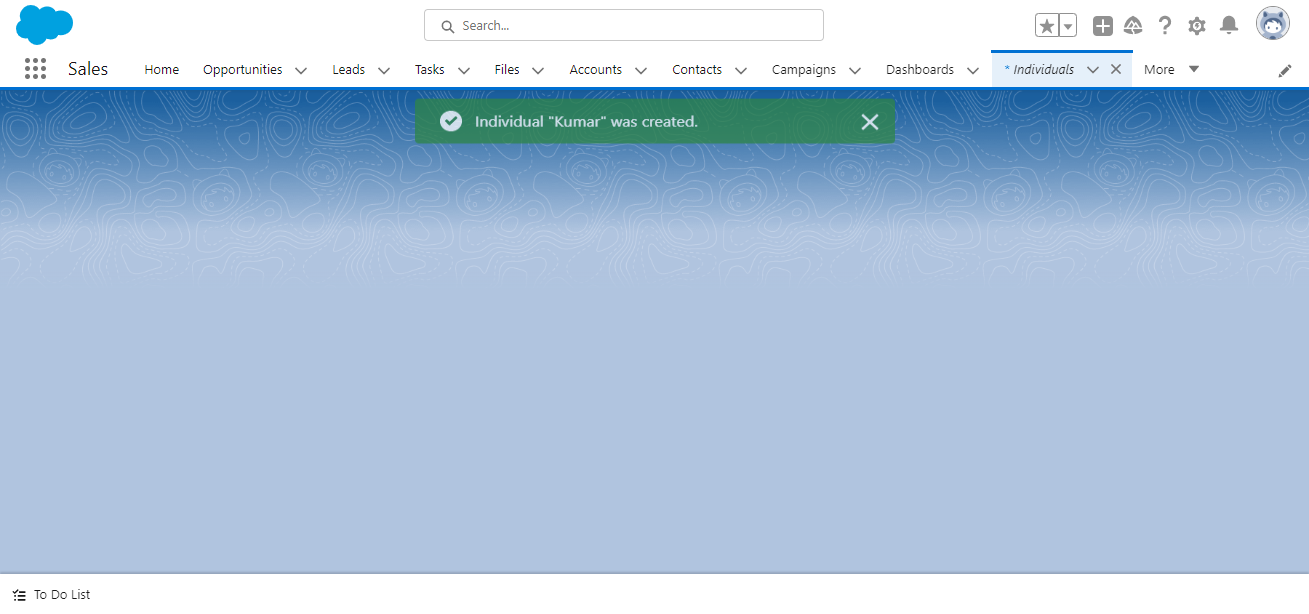 Search...
Sales
Home
Opportunities
Leads
Tasks
Files
Accounts
Contacts
Campaigns
Dashboards
* Individuals
More
Individual "Kumar" was created.
To Do List